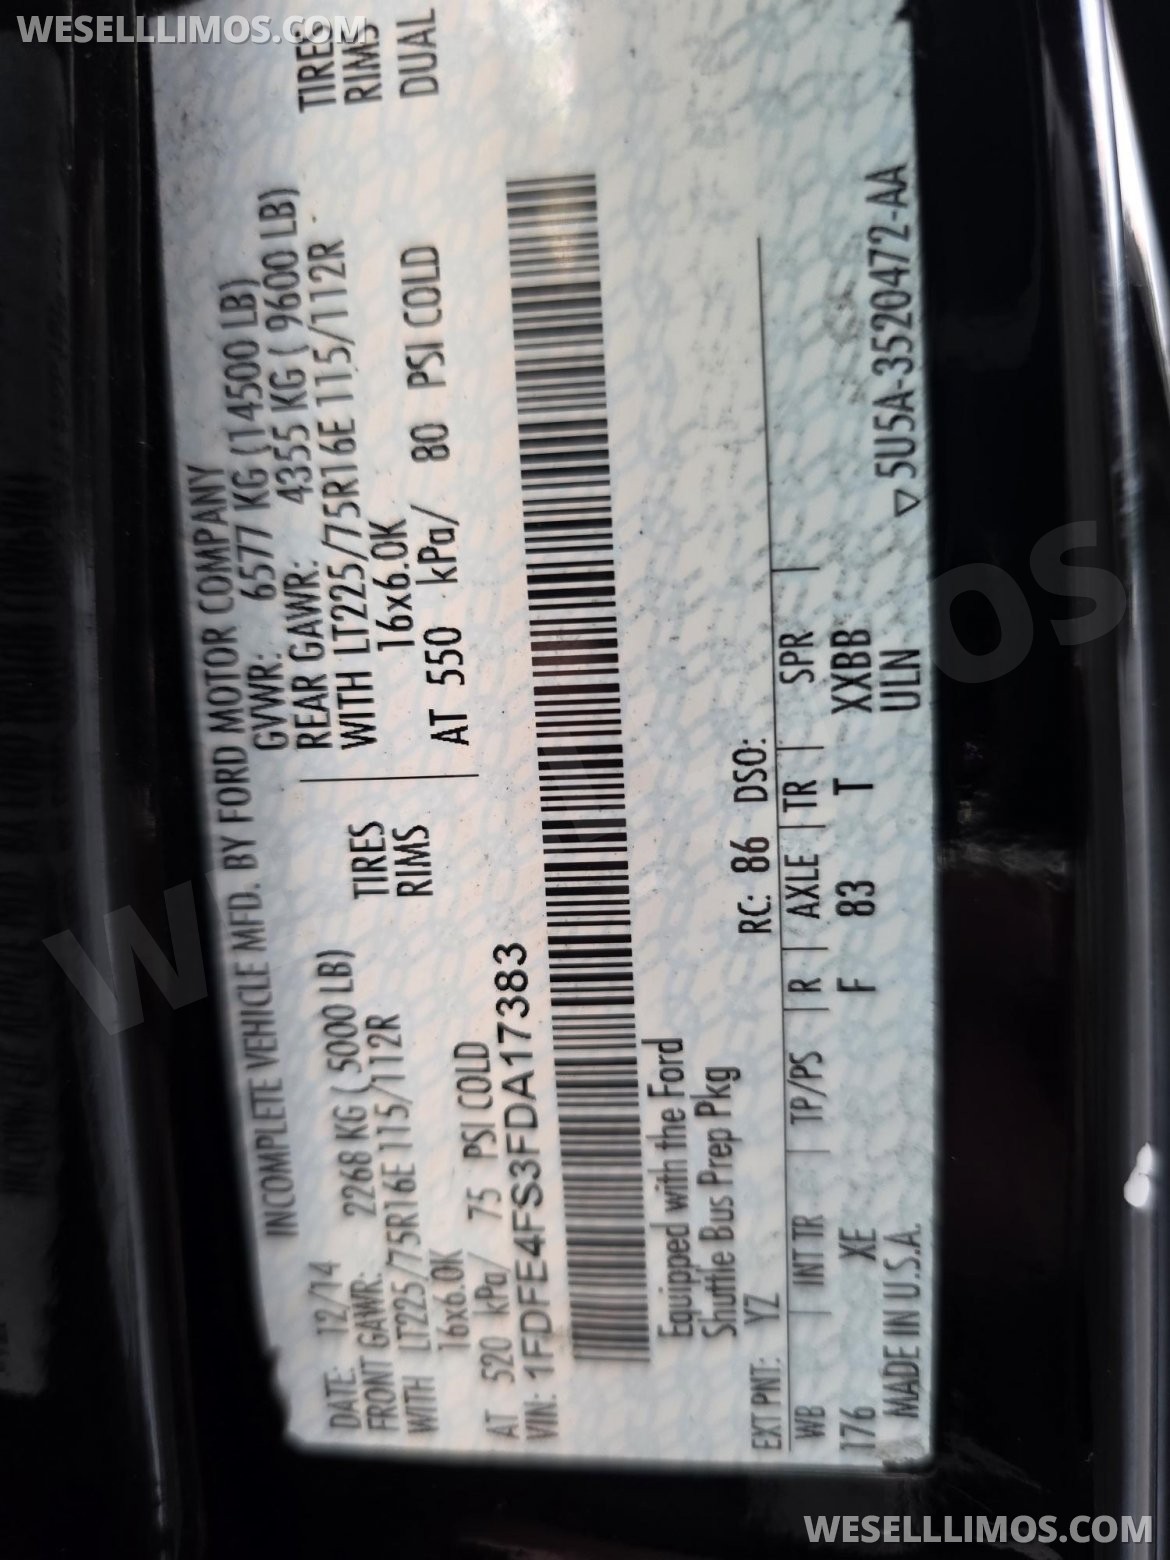 WESELLLIMOS.COM
INCOMPLETE VEHICLE MFD. BY FORD MOTOR COMPANY
DATE: 12/14 GVWR: 6577 KG (14500 LB)
FRONT GAWR: 2268 KG ( 5000 LB) REAR GAWR: 4355 KG ( 9600 LB)
WITH LT225/75R16E 115/112R TIRES WITH LT225/75R16E 115/112R TIRES
16x6.0K RIMS 16x6.0K RIMS
AT 520 kPa/ 75 PSI COLD AT 550 kPa/ 80 PSI COLD DUAL
VIN: 1FDFE4FS3FDA17383
Equipped with the Ford
Shuttle Bus Prep Pkg
EXT PNT: YZ RC: 86 DSO:
WB INT TR TP/PS R AXLE TR SPR
176 XE F 83 T XXBB
MADE IN U.S.A. ULN
▽5U5A-3520472-AA
WESELLLIMOS.COM